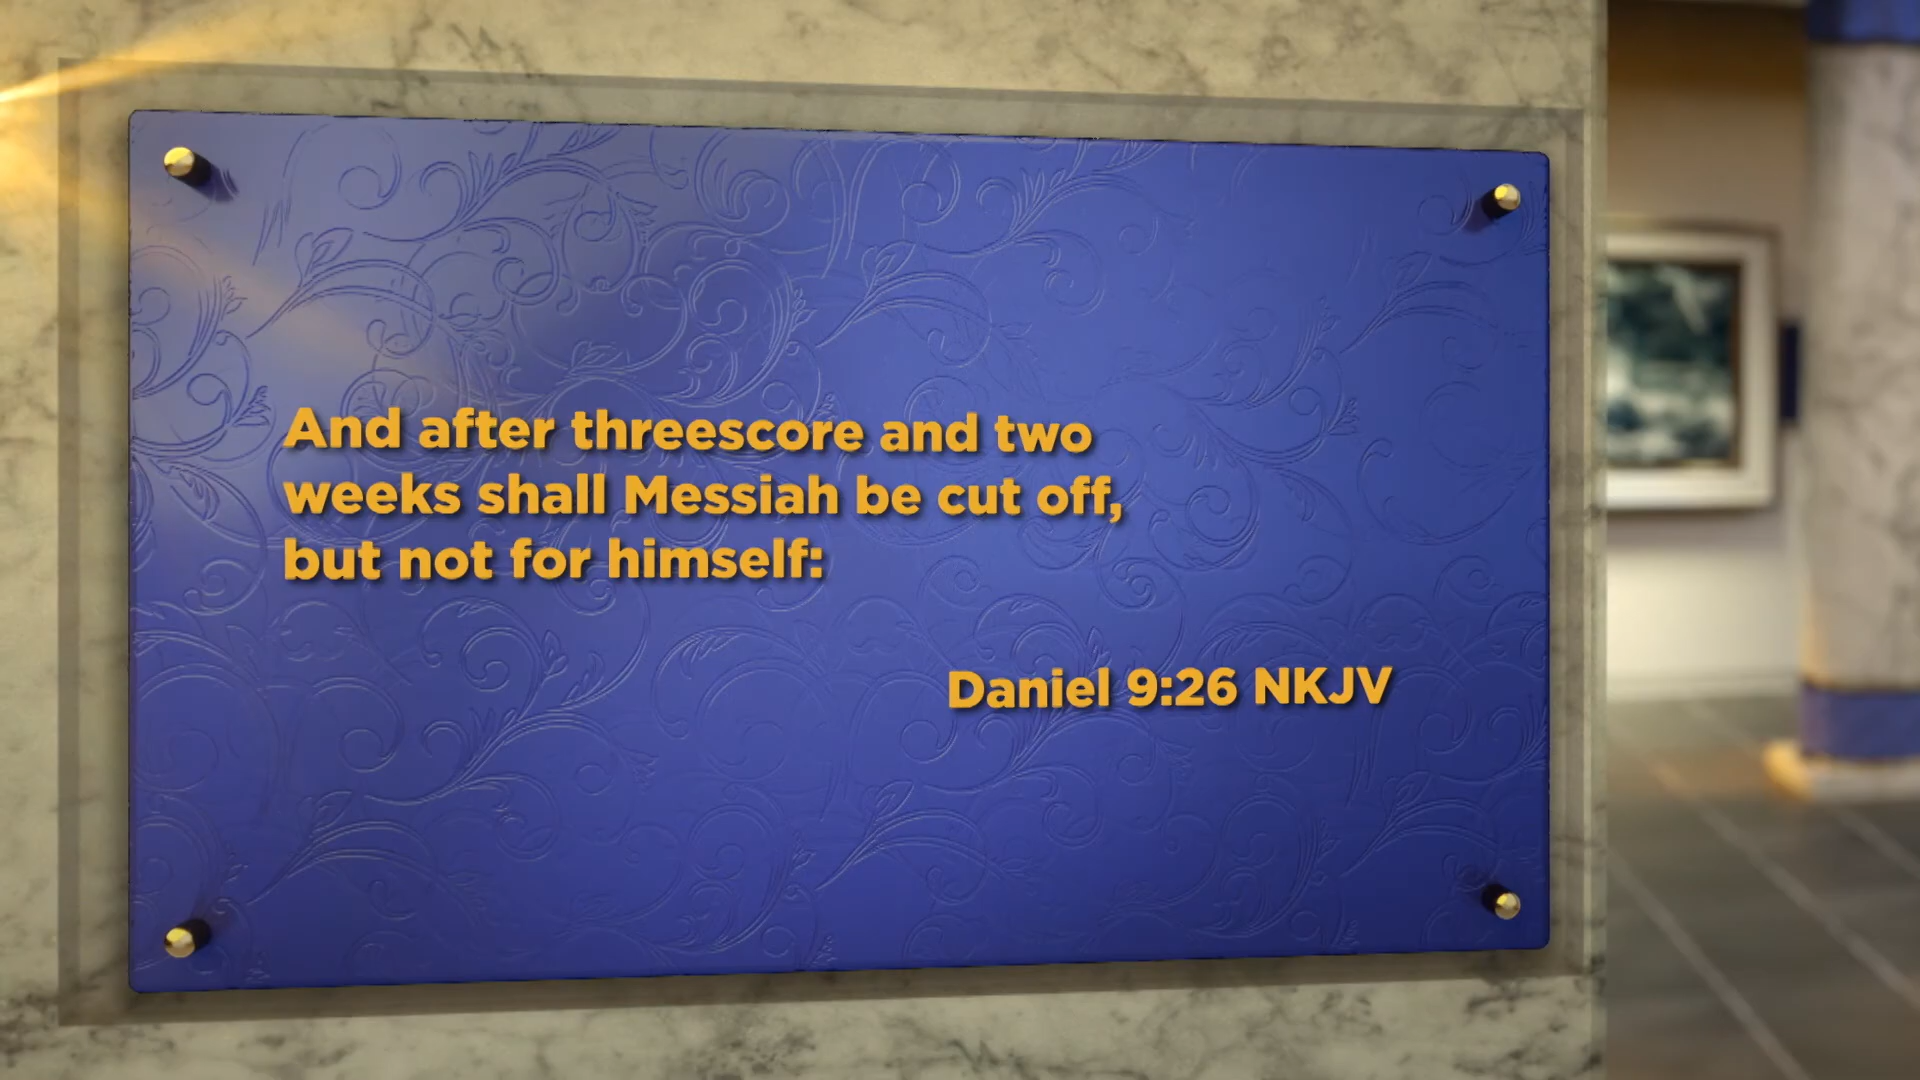 And after threescore and two
weeks shall Messiah be cut off,
but not for himself:
Daniel 9:26 NKJV